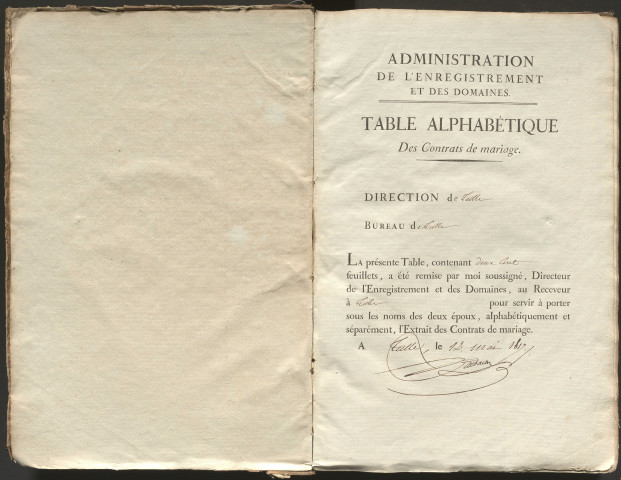 ADMINISTRATION
DE L'ENREGISTREMENT
ET DES DOMAINES.
TABLE ALPHABÉTIQUE
Des Contrats de mariage.
DIRECTION de Tulle
BUREAU de Tulle
LA présente Table, contenant deux Cent
feuillets, a été remise par moi soussigné, Directeur
de l'Enregistrement et des Domaines, au Receveur
à Tulle pour servir à porter
sous les noms des deux époux, alphabétiquement et
séparément, l'Extrait des Contrats de mariage.
A Tulle, le 12 mai